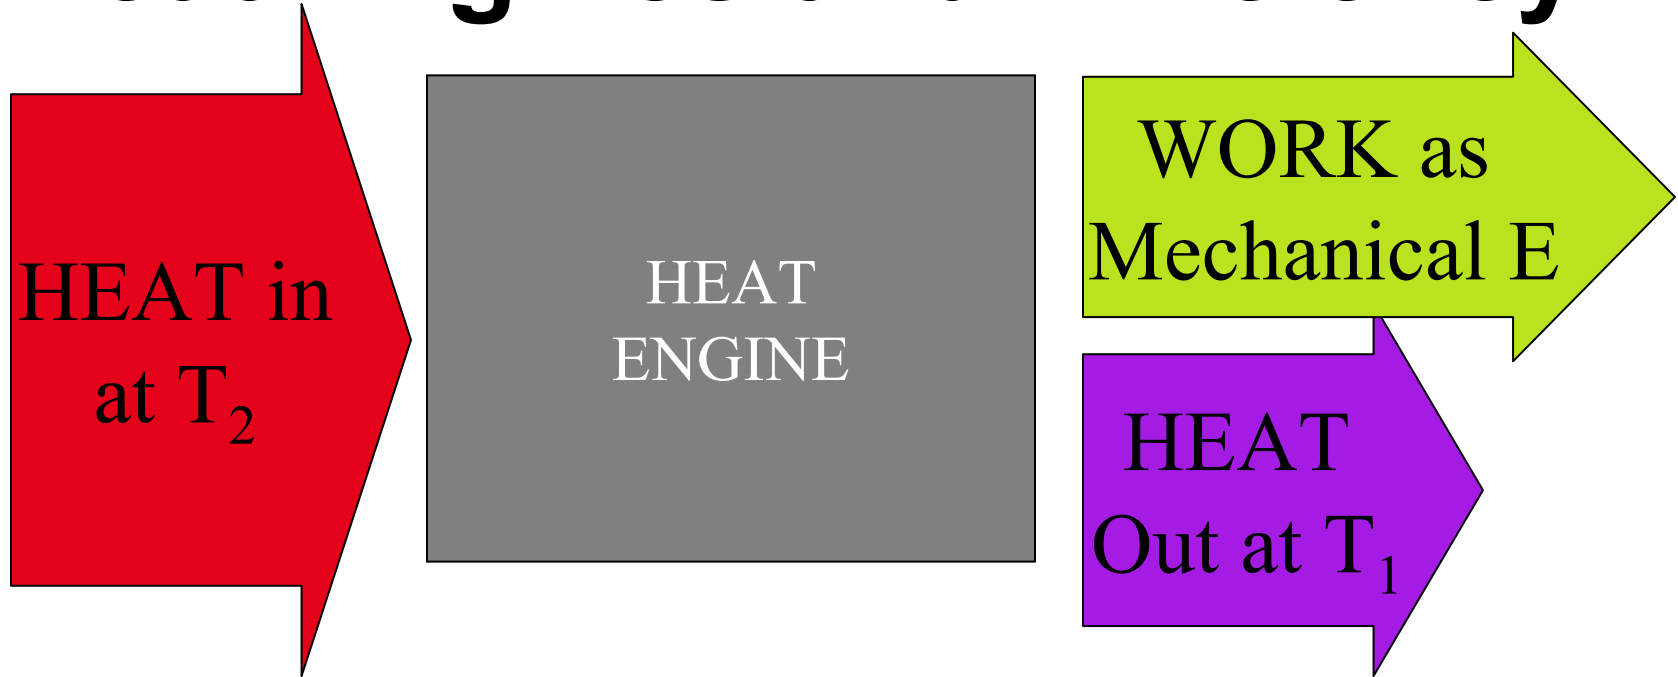 HEAT in
at T₂
HEAT
ENGINE
WORK as
Mechanical E
HEAT
Out at T₁